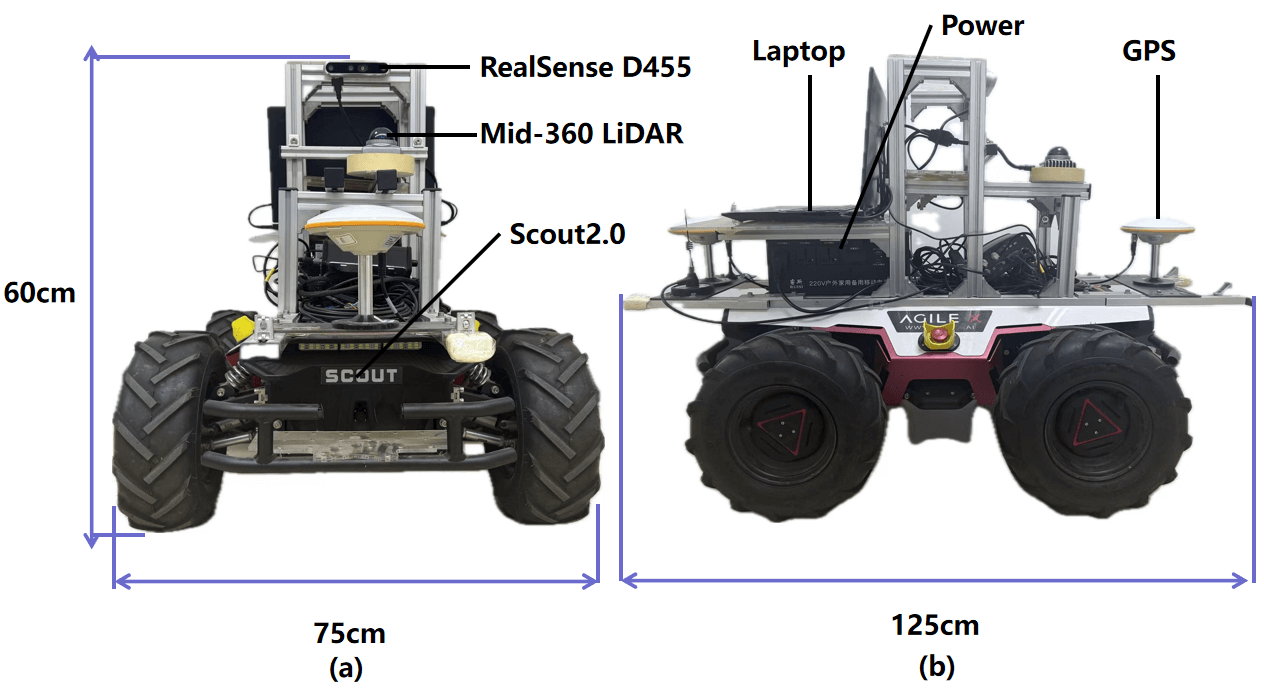 RealSense D455
Mid-360 LiDAR
Scout2.0
SCOUT
60cm
75cm
(a)
Power
Laptop
GPS
220V户外家用备用移动电
AGILE X
125cm
(b)